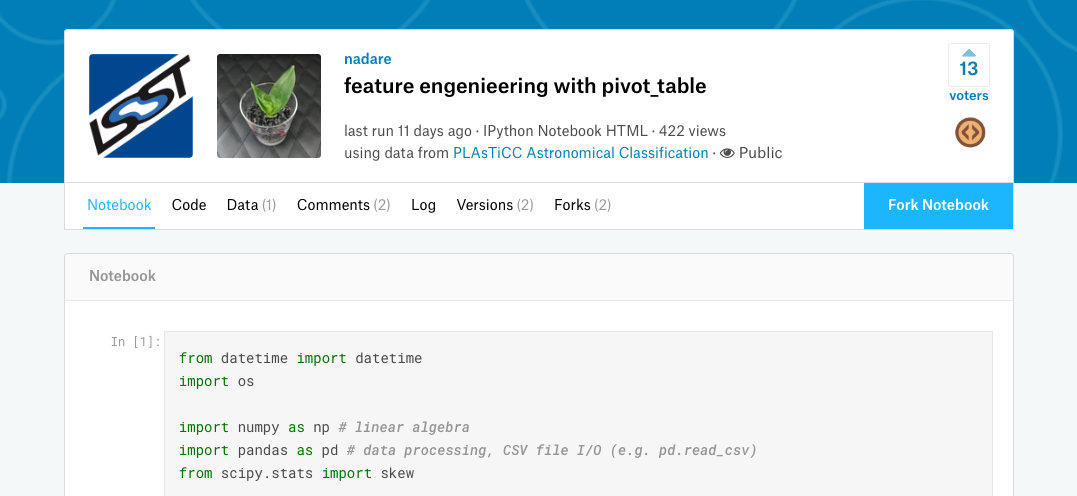 LSST
nadare
feature engenieering with pivot_table
13
voters
last run 11 days ago · IPython Notebook HTML · 422 views
using data from PLAsTiCC Astronomical Classification · Public
Notebook Code Data (1) Comments (2) Log Versions (2) Forks (2) Fork Notebook
Notebook
In [1]:
from datetime import datetime
import os
import numpy as np # linear algebra
import pandas as pd # data processing, CSV file I/O (e.g. pd.read_csv)
from scipy.stats import skew